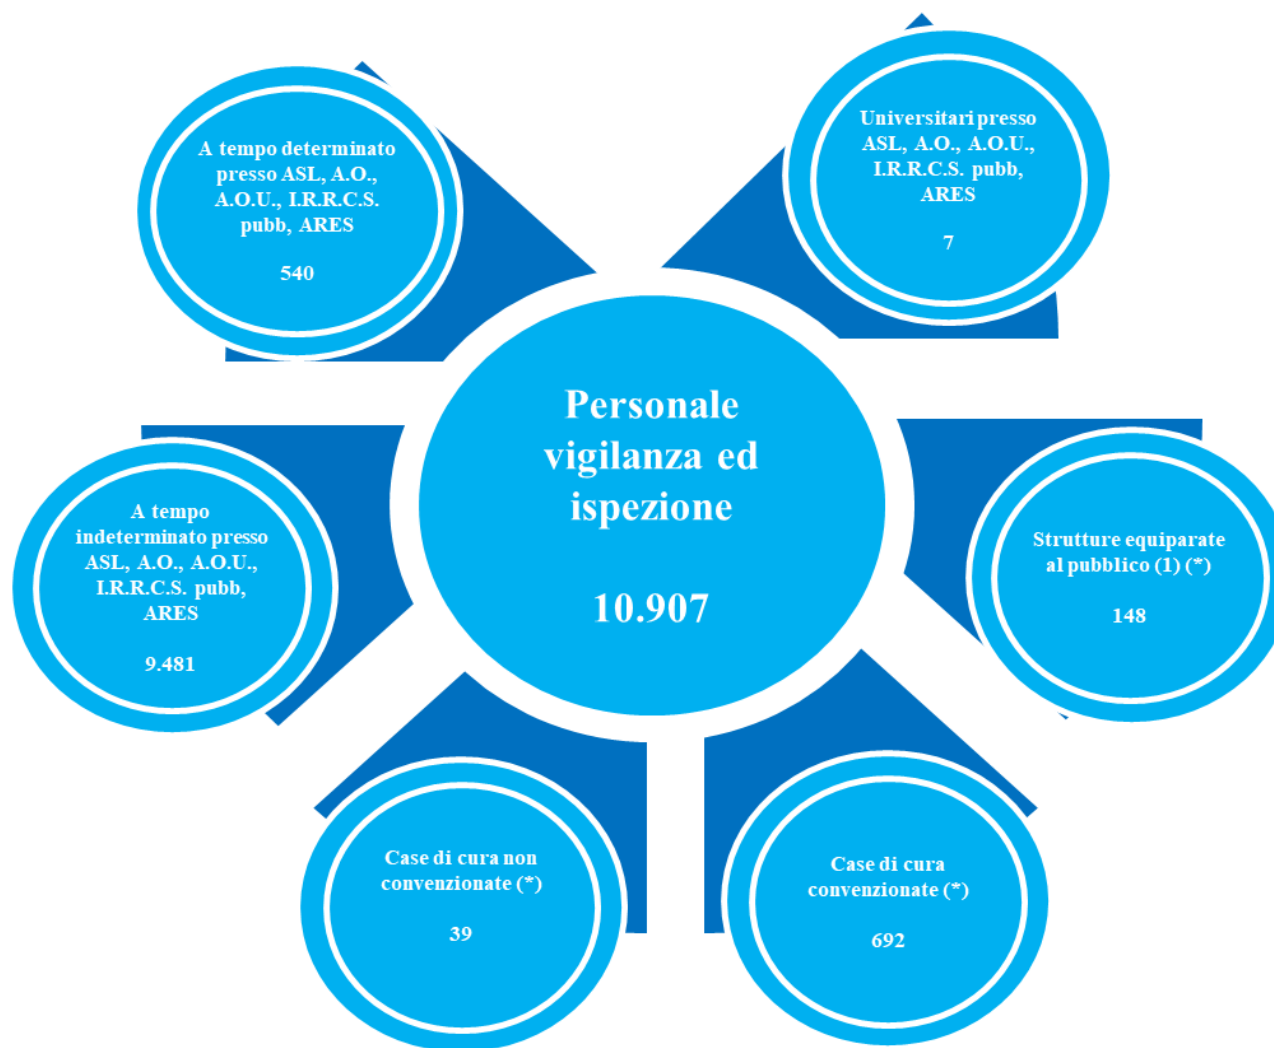 A tempo determinato
presso ASL, A.O.,
A.O.U., I.R.R.C.S.
pubb, ARES
540
Universitari presso
ASL, A.O., A.O.U.,
I.R.R.C.S. pubb,
ARES
7
Personale
vigilanza ed
ispezione
10.907
A tempo
indeterminato presso
ASL, A.O., A.O.U.,
I.R.R.C.S. pubb,
ARES
9.481
Strutture equiparate
al pubblico (1) (*)
148
Case di cura non
convenzionate (*)
39
Case di cura
convenzionate (*)
692